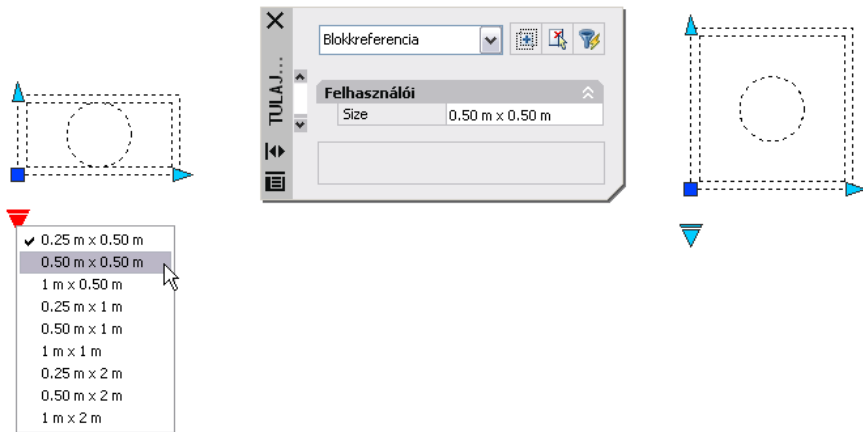 Blokkreferencia
TULAJ...
Felhasználói
Size 0.50 m x 0.50 m
0.25 m x 0.50 m
0.50 m x 0.50 m
1 m x 0.50 m
0.25 m x 1 m
0.50 m x 1 m
1 m x 1 m
0.25 m x 2 m
0.50 m x 2 m
1 m x 2 m